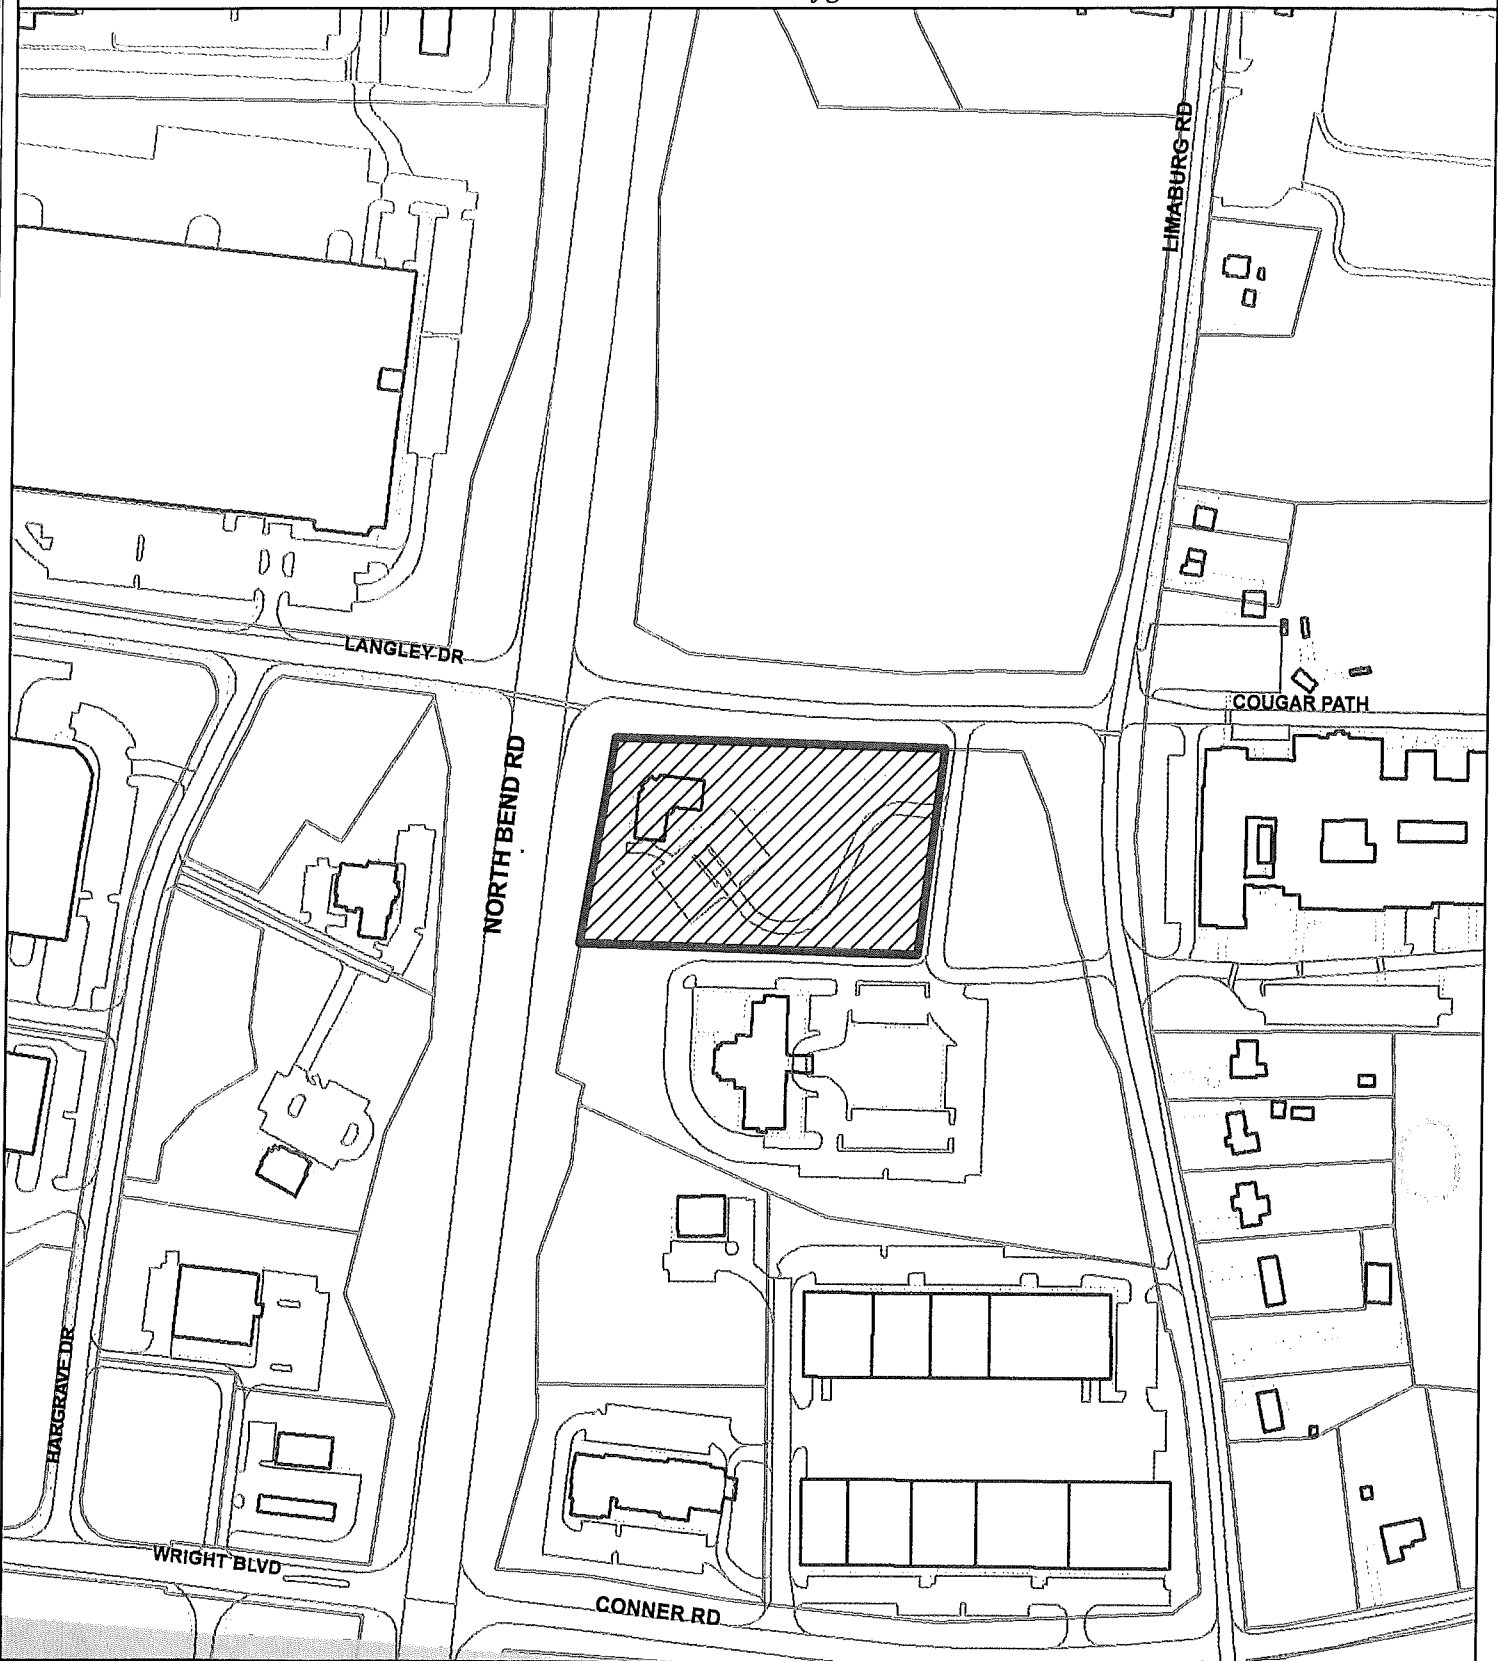 LIMABURG RD
LANGLEY DR
COUGAR PATH
NORTH BEND RD
HARGRAVE DR
WRIGHT BLVD
CONNER RD